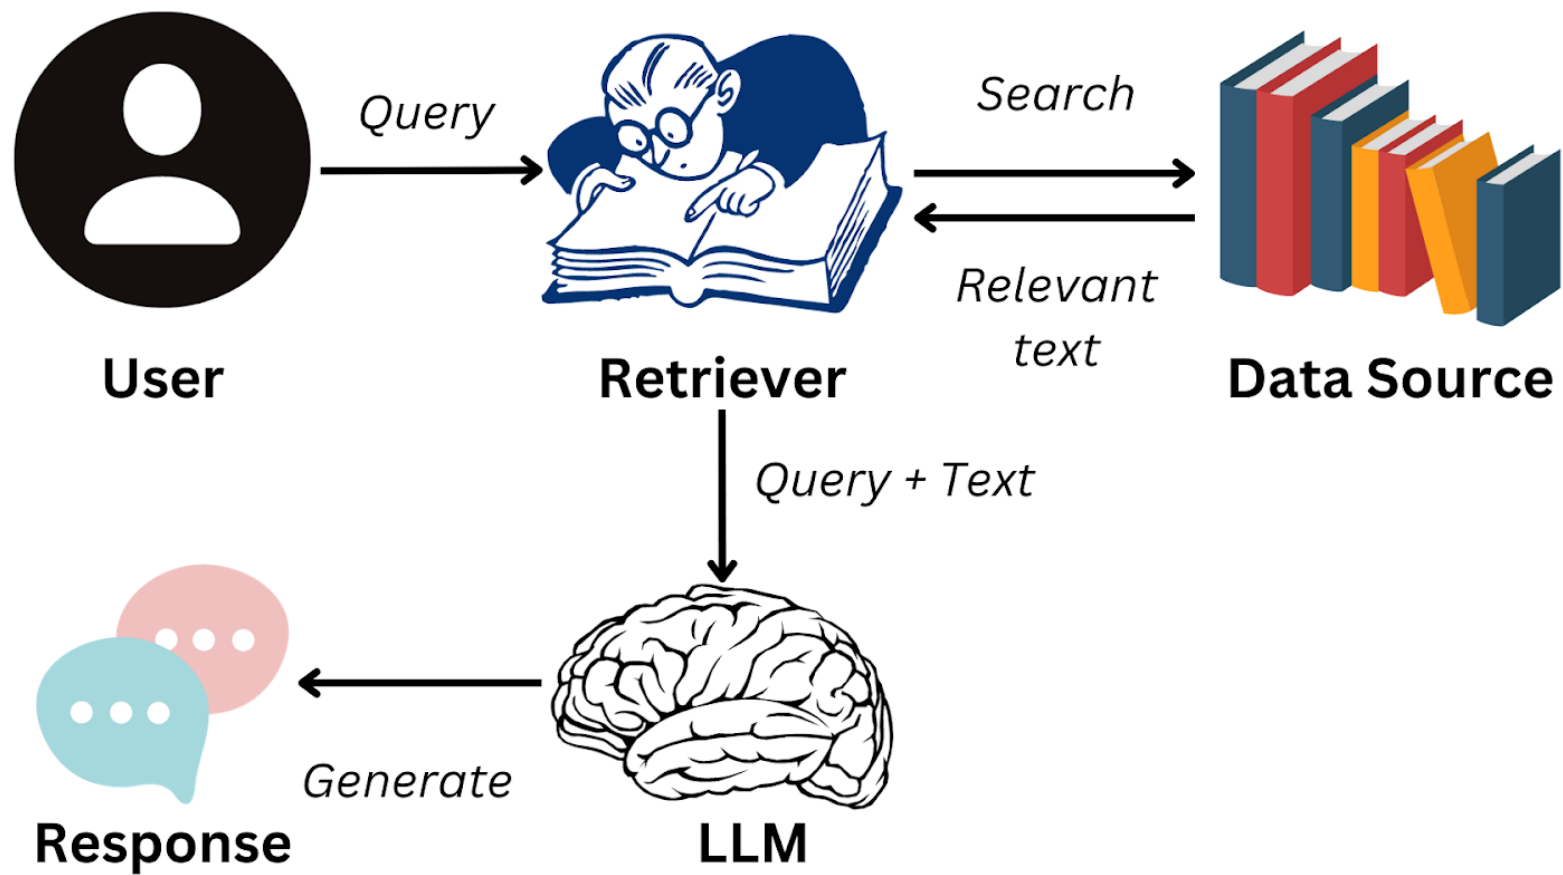 Query
Search
Relevant
text
User
Retriever
Data Source
Query + Text
Generate
Response
LLM